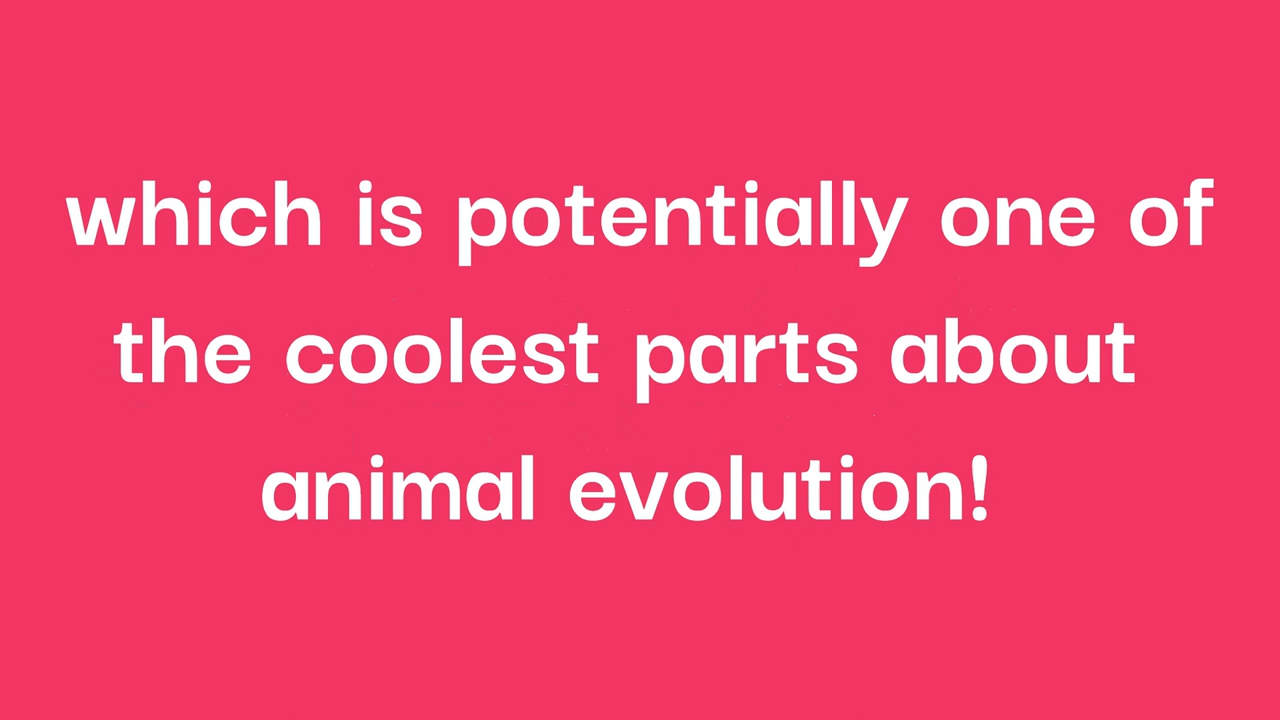 which is potentially one of
the coolest parts about
animal evolution!